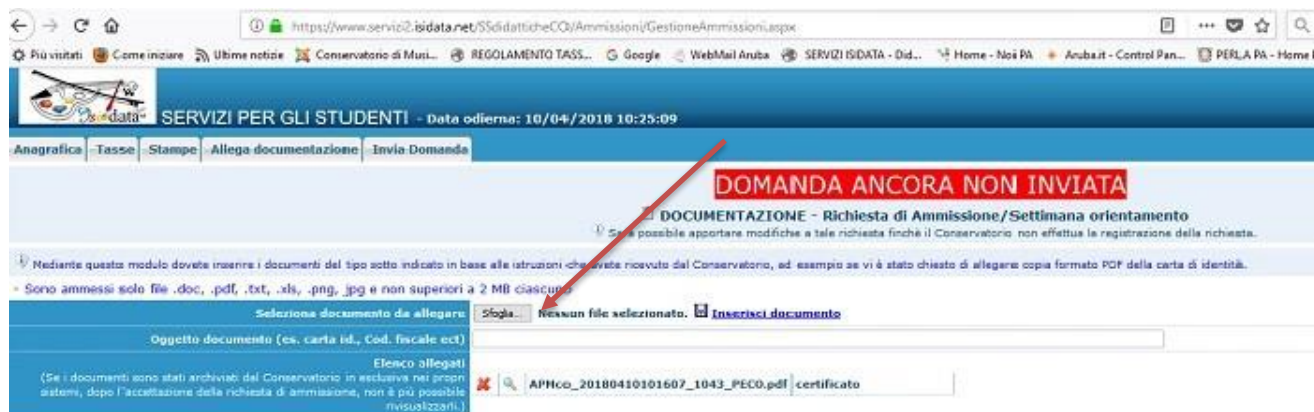 https://www.servizi2.isidata.net/SSdidatticheCO/Ammissioni/GestioneAmmissioni.aspx
Più visitati Come iniziare Ultime notizie Conservatorio di Musi... REGOLAMENTO TASS... Google WebMail Aruba SERVIZI ISIDATA - Did... Home - Noi PA Aruba.it - Control Pan... PERLA PA - Home
Isidata SERVIZI PER GLI STUDENTI - Data odierna: 10/04/2018 10:25:09
Anagrafica Tasse Stampe Allega documentazione Invia Domanda
DOMANDA ANCORA NON INVIATA
DOCUMENTAZIONE - Richiesta di Ammissione/Settimana orientamento
Sarà possibile apportare modifiche a tale richiesta finchè il Conservatorio non effettua la registrazione della richiesta.
Mediante questo modulo dovete inserire i documenti del tipo sotto indicato in base alle istruzioni che avete ricevuto dal Conservatorio, ad esempio se vi è stato chiesto di allegare copia formato PDF della carta di identità.
- Sono ammessi solo file .doc, .pdf, .txt, .xls, .png, jpg e non superiori a 2 MB ciascuno
Seleziona documento da allegare Sfoglia... Nessun file selezionato. Inserisci documento
Oggetto documento (es. carta id., Cod. fiscale ect)
Elenco allegati
(Se i documenti sono stati archiviati dal Conservatorio in esclusiva nei propri
sistemi, dopo l'accettazione della richiesta di ammissione, non è più possibile
rivisualizzarli.)
APMco_20180410101607_1043_PECO.pdf certificato